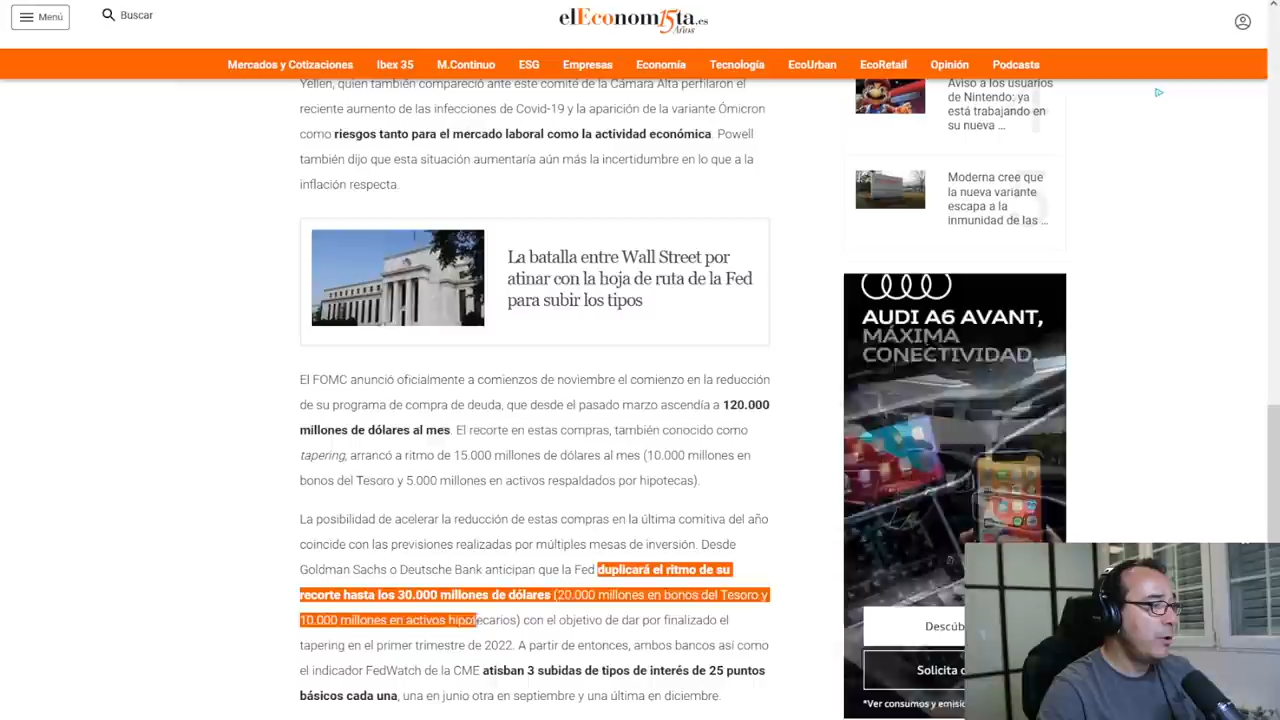 Menú
Buscar
elEconom15ta.es
Años
Mercados y Cotizaciones Ibex 35 M.Continuo ESG Empresas Economía Tecnología EcoUrban EcoRetail Opinión Podcasts
Yellen, quien también compareció ante este comité de la Cámara Alta perfilaron el
reciente aumento de las infecciones de Covid-19 y la aparición de la variante Ómicron
como riesgos tanto para el mercado laboral como la actividad económica. Powell
también dijo que esta situación aumentaría aún más la incertidumbre en lo que a la
inflación respecta.
La batalla entre Wall Street por
atinar con la hoja de ruta de la Fed
para subir los tipos
El FOMC anunció oficialmente a comienzos de noviembre el comienzo en la reducción
de su programa de compra de deuda, que desde el pasado marzo ascendía a 120.000
millones de dólares al mes. El recorte en estas compras, también conocido como
tapering, arrancó a ritmo de 15.000 millones de dólares al mes (10.000 millones en
bonos del Tesoro y 5.000 millones en activos respaldados por hipotecas).
La posibilidad de acelerar la reducción de estas compras en la última comitiva del año
coincide con las previsiones realizadas por múltiples mesas de inversión. Desde
Goldman Sachs o Deutsche Bank anticipan que la Fed duplicará el ritmo de su
recorte hasta los 30.000 millones de dólares (20.000 millones en bonos del Tesoro y
10.000 millones en activos hipotecarios) con el objetivo de dar por finalizado el
tapering en el primer trimestre de 2022. A partir de entonces, ambos bancos así como
el indicador FedWatch de la CME atisban 3 subidas de tipos de interés de 25 puntos
básicos cada una, una en junio otra en septiembre y una última en diciembre.
Aviso a los usuarios
de Nintendo: ya
está trabajando en
su nueva ...
Moderna cree que
la nueva variante
escapa a la
inmunidad de las ...
AUDI A6 AVANT,
MÁXIMA
CONECTIVIDAD.
Descúb
Solicita
*Ver consumos y emisio